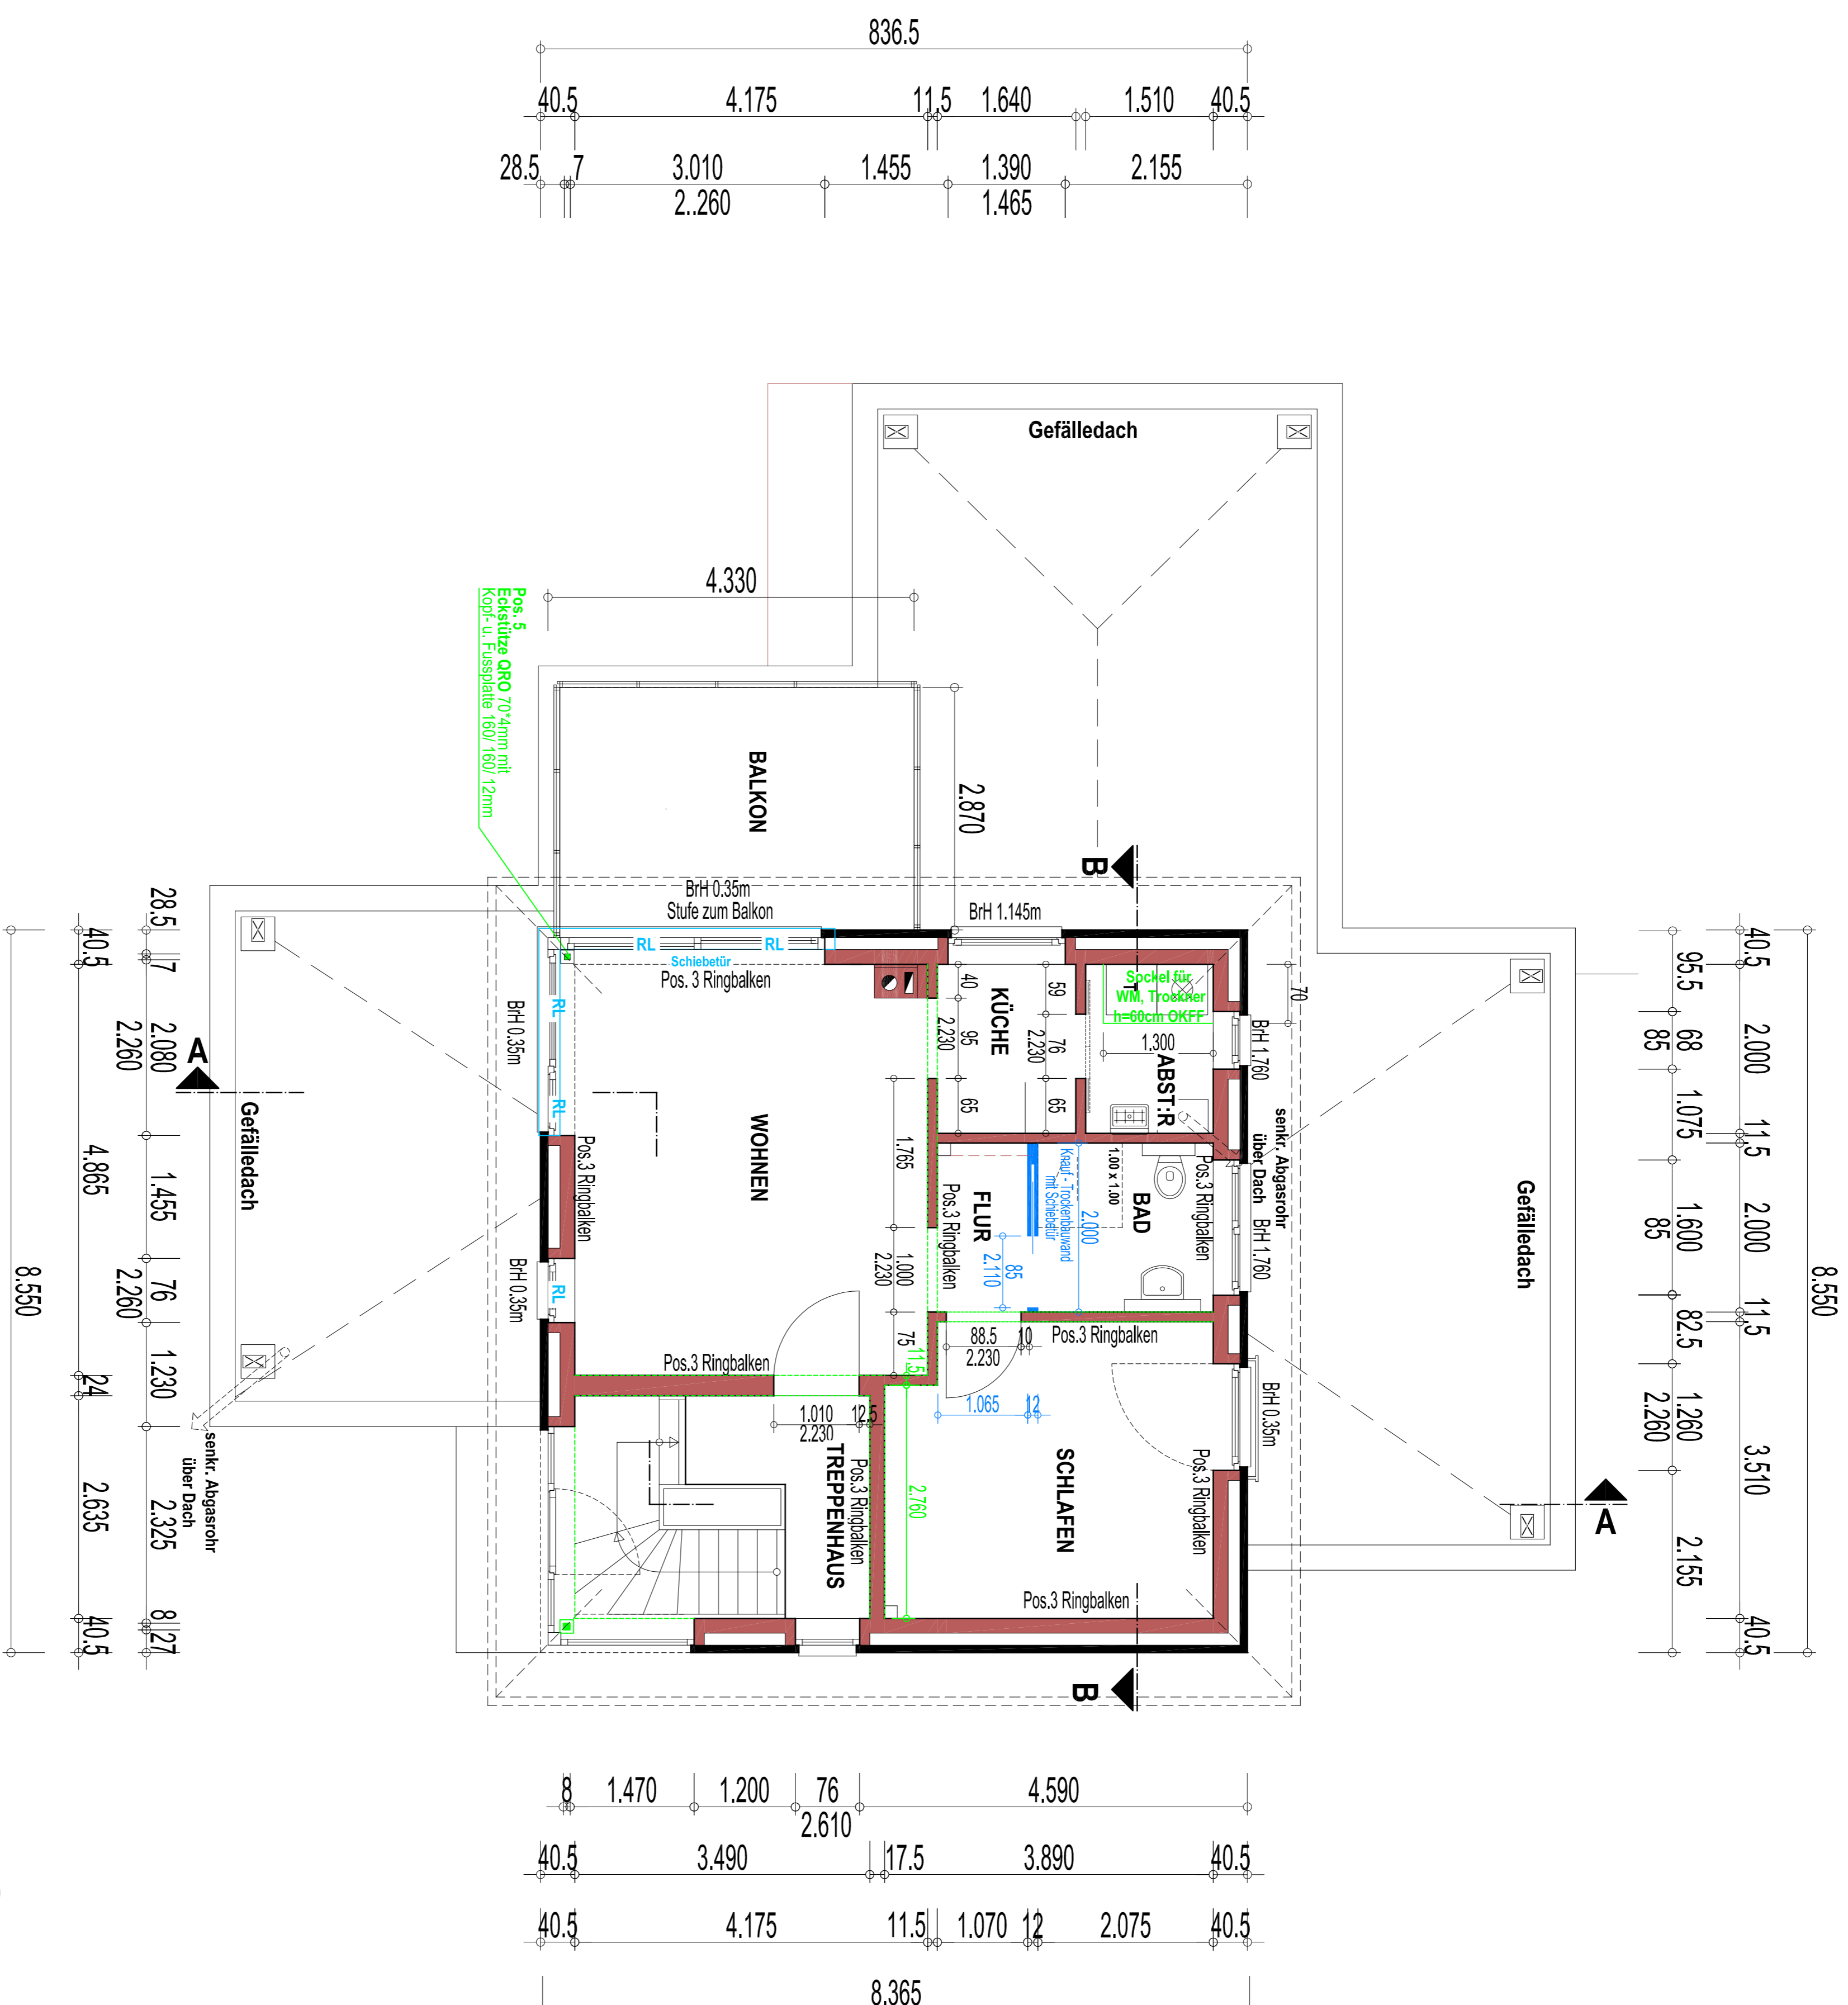 836.5
40.5 4.175 11.5 1.640 1.510 40.5
28.5 7 3.010 1.455 1.390 2.155
2..260 1.465
Gefälledach
4.330
Pos. 5
Eckstütze QRO 70*4mm mit
Kopf- u. Fussplatte 160/ 160/ 12mm
BALKON
2.870
B
BrH 0.35m
Stufe zum Balkon
BrH 1.145m
RL RL
Schiebetür
Pos. 3 Ringbalken
RL
RL
BrH 0.35m
KÜCHE
40
2.230
95
59
76
2.230
65
65
Sockel für
WM, Trockner
h=60cm OKFF
T
1.300
ABST:R
70
BrH 1.760
senkr. Abgasrohr
über Dach
BrH 1.760
WOHNEN
Pos.3 Ringbalken
1.765
1.000
2.230
75
FLUR
Pos.3 Ringbalken
Knauf - Trockenbauwand
mit Schiebetür
2.000
85
2.110
1.00 x 1.00
BAD
Pos.3 Ringbalken
RL
BrH 0.35m
Pos.3 Ringbalken
88.5 10
2.230
Pos.3 Ringbalken
11.5
1.065 12
1.010 12.5
2.230
TREPPENHAUS
Pos.3 Ringbalken
2.760
SCHLAFEN
Pos.3 Ringbalken
BrH 0.35m
Pos.3 Ringbalken
B
A
Gefälledach
senkr. Abgasrohr
über Dach
Gefälledach
A
28.5 7 2.080 1.455 76 1.230 2.325 8 27
2.260 2.260
40.5 4.865 24 2.635 40.5
8.550
95.5 68 1.075 1.600 82.5 1.260 2.155
85 85 2.260
40.5 2.000 11.5 2.000 11.5 3.510 40.5
8.550
8 1.470 1.200 76 4.590
2.610
40.5 3.490 17.5 3.890 40.5
40.5 4.175 11.5 1.070 12 2.075 40.5
8.365